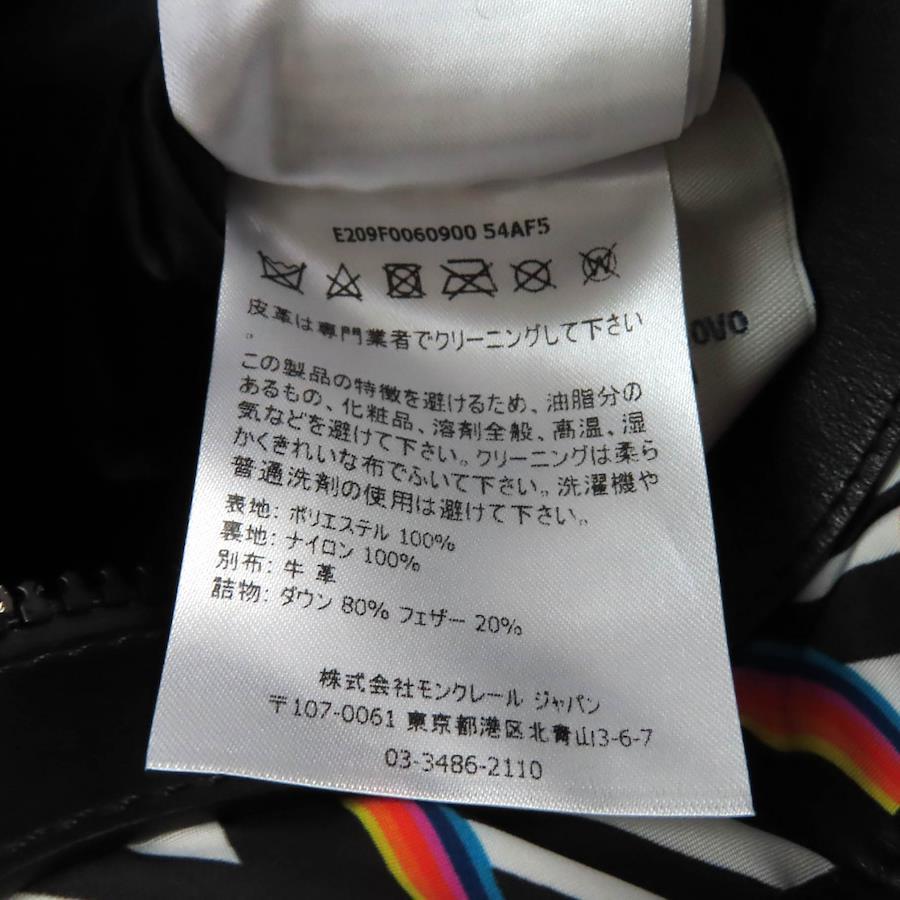 E209F0060900 54AF5
皮革は専門業者でクリーニングして下さい
。
この製品の特徴を避けるため、油脂分の
あるもの、化粧品、溶剤全般、高温、湿
気などを避けて下さい。クリーニングは柔ら
かくきれいな布でふいて下さい。洗濯機や
普通洗剤の使用は避けて下さい。
表地: ポリエステル 100%
裏地: ナイロン 100%
別布: 牛革
詰物: ダウン 80% フェザー 20%
株式会社モンクレール ジャパン
〒107-0061 東京都港区北青山3-6-7
03-3486-2110